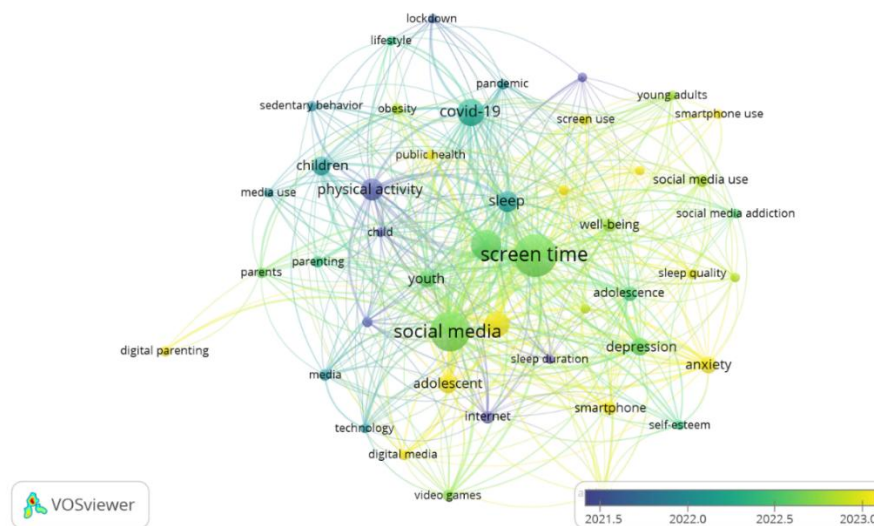 lockdown
lifestyle
pandemic
sedentary behavior
obesity
covid-19
screen use
young adults
smartphone use
public health
children
physical activity
media use
sleep
social media use
child
well-being
social media addiction
screen time
parents
parenting
youth
sleep quality
adolescence
social media
digital parenting
sleep duration
depression
anxiety
media
adolescent
smartphone
internet
technology
self-esteem
digital media
video games
VOSviewer
2021.5 2022.0 2022.5 2023.0